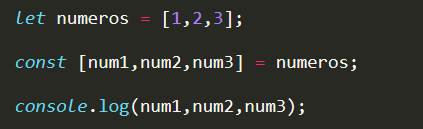 let numeros = [1,2,3];
const [num1,num2,num3] = numeros;
console.log(num1,num2,num3);